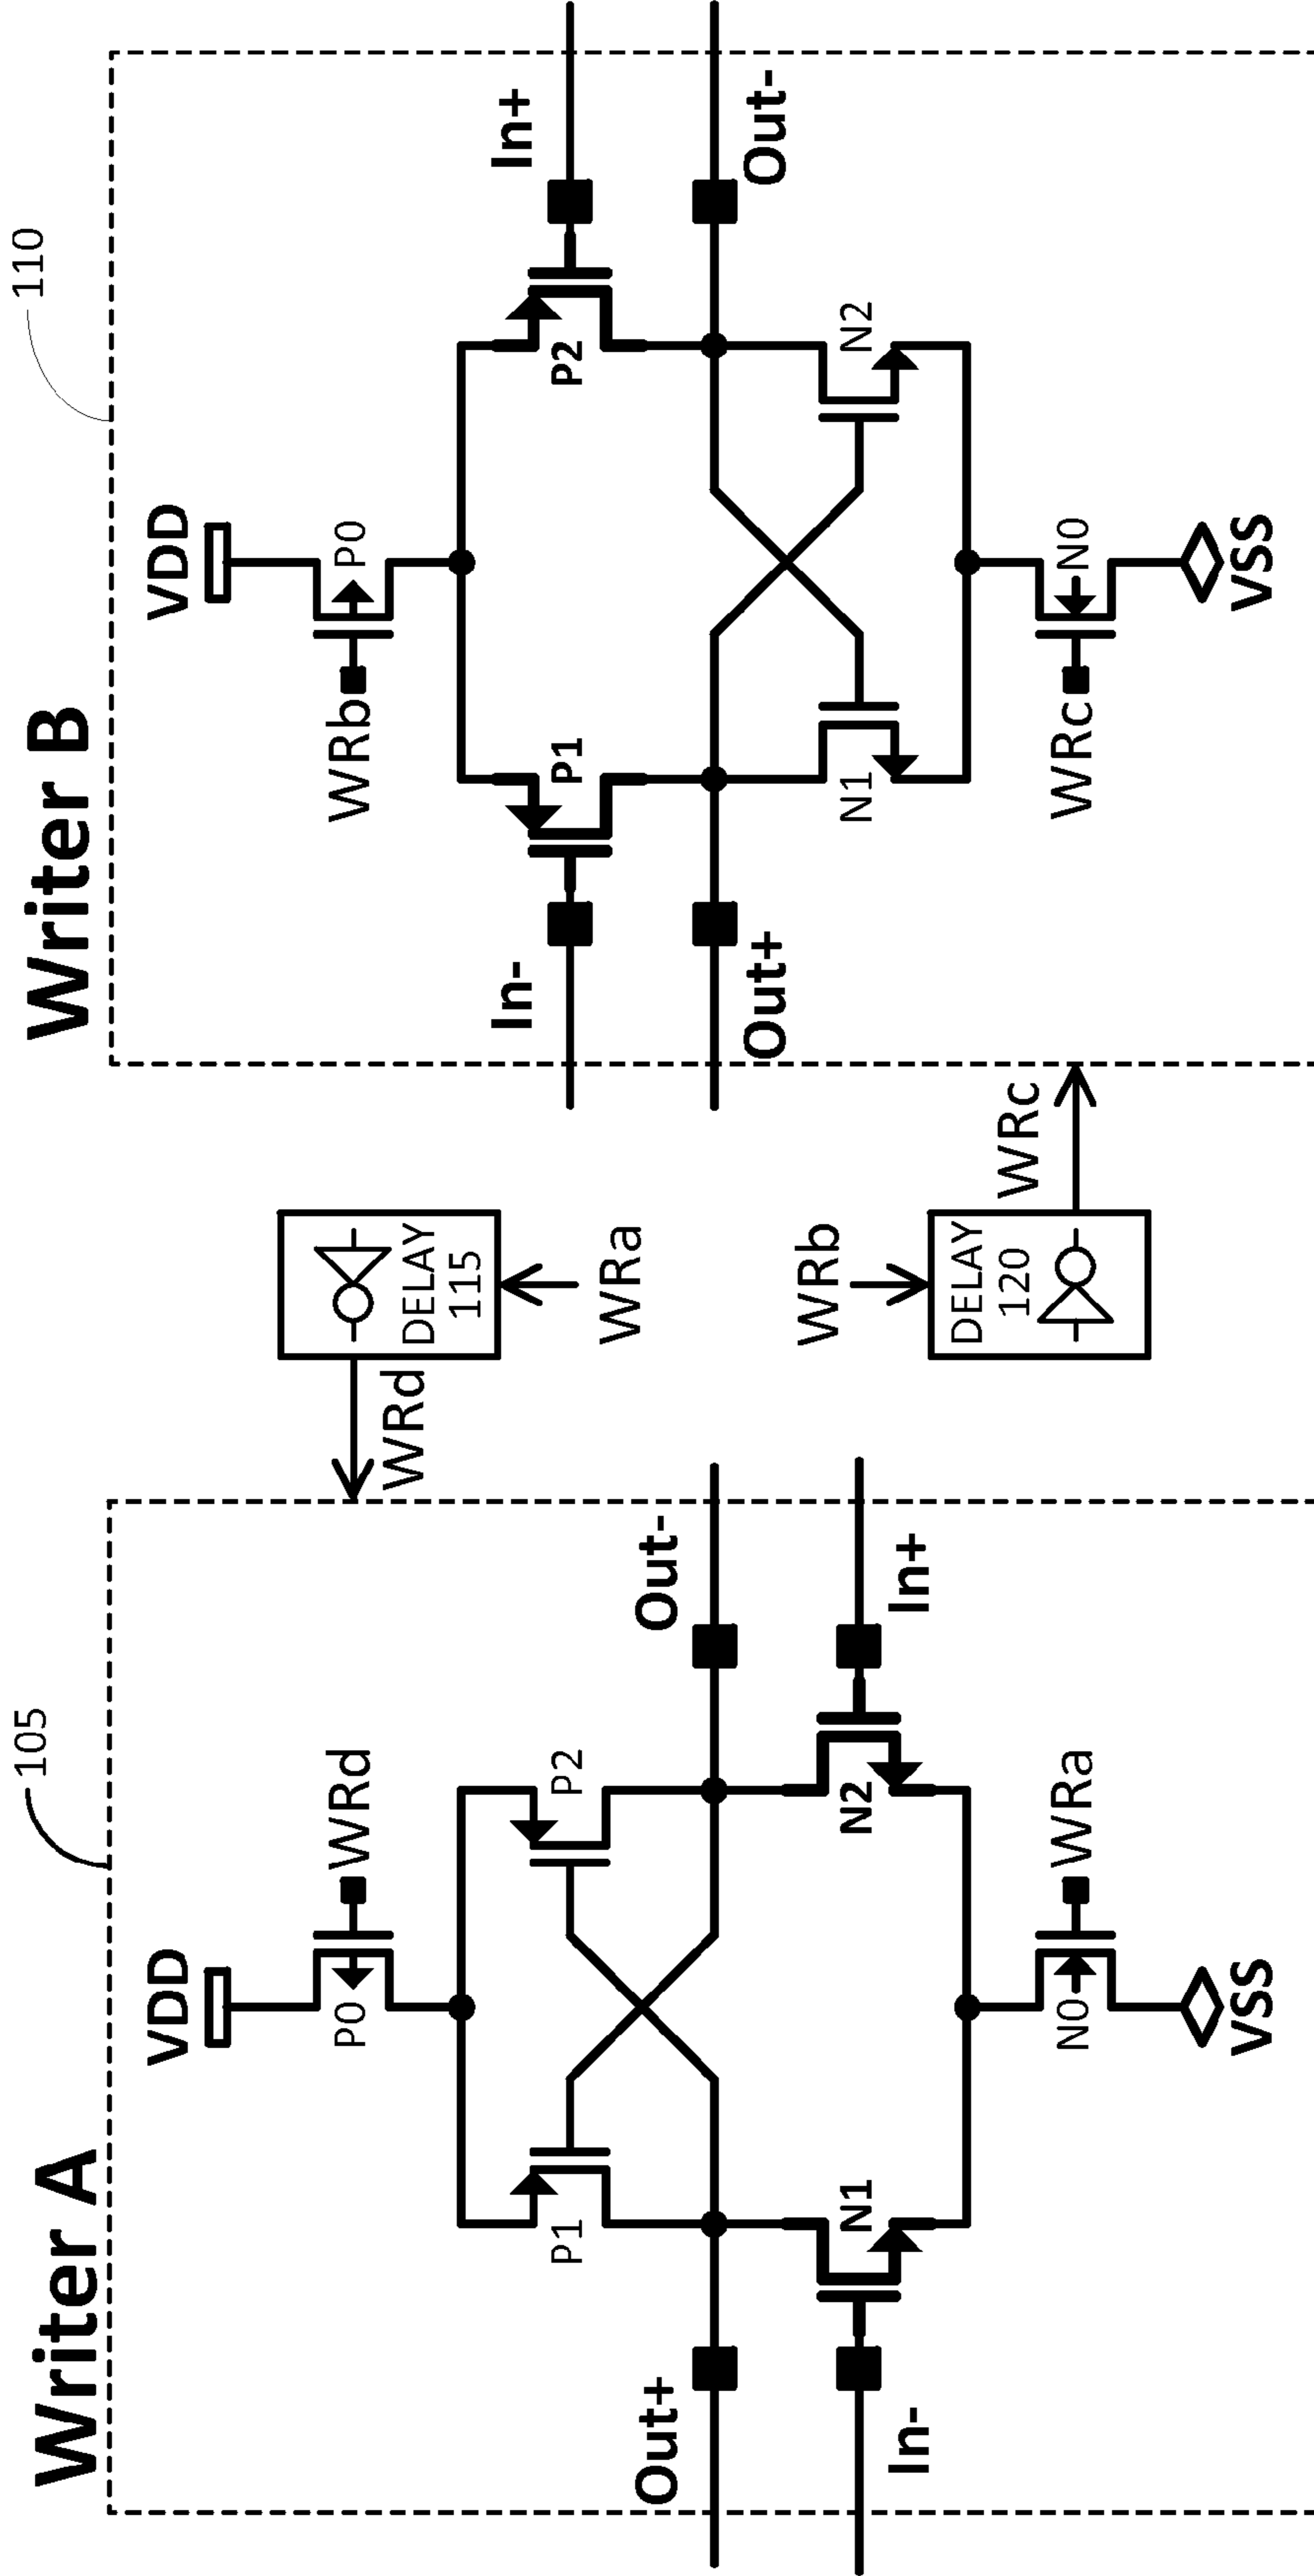 Writer A
105
VDD
P0
WRd
P1
P2
Out+
Out-
In-
N1
N2
In+
N0
WRa
VSS
WRd
DELAY
115
WRa
WRb
DELAY
120
WRc
Writer B
110
VDD
WRb
P0
In-
P1
P2
In+
Out+
Out-
N1
N2
WRc
N0
VSS